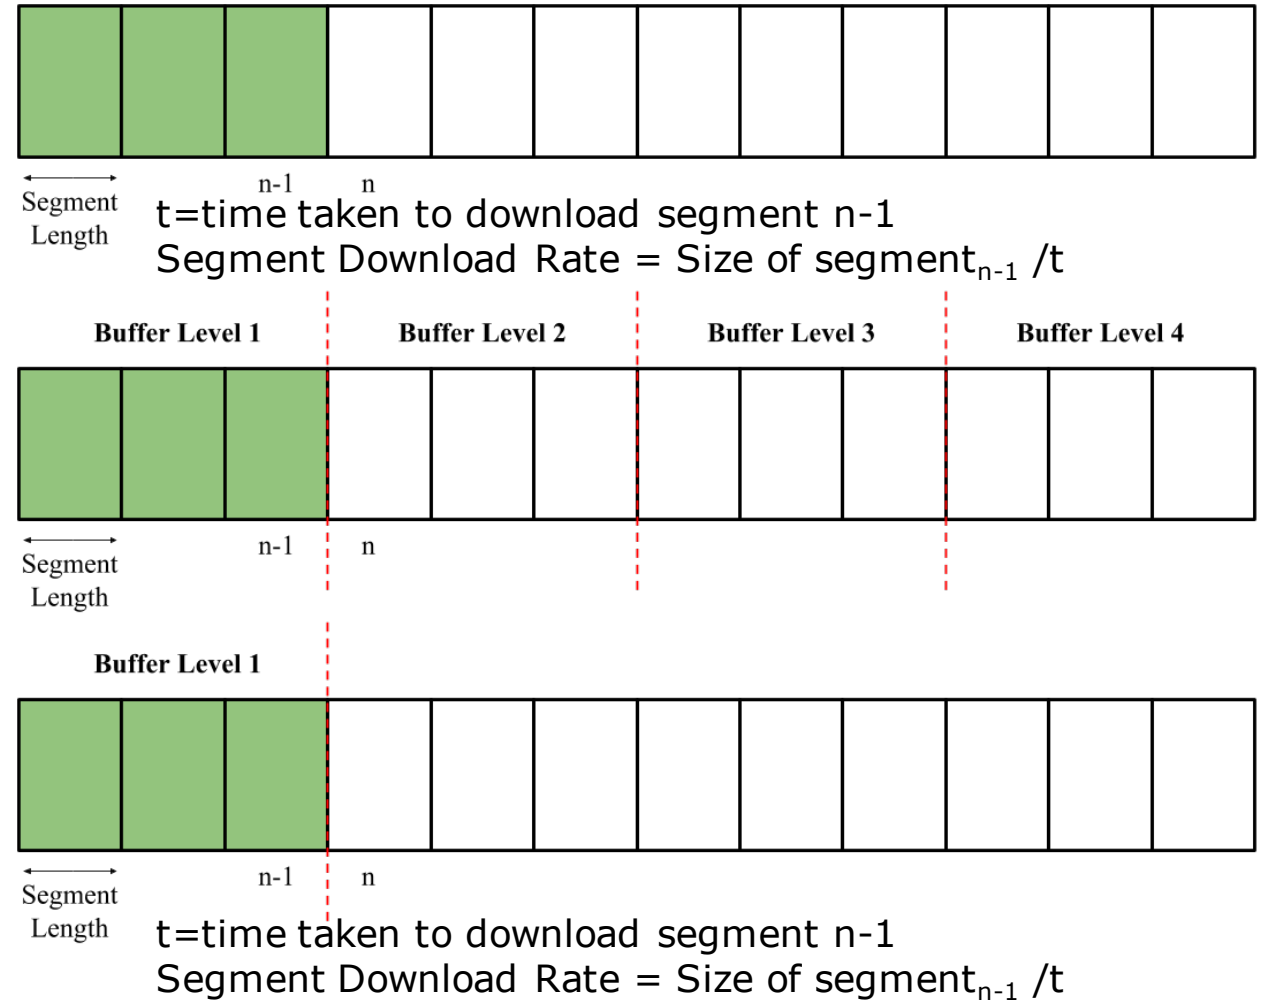 n-1 n
Segment
Length
t=time taken to download segment n-1
Segment Download Rate = Size of segmentn-1 /t
Buffer Level 1 Buffer Level 2 Buffer Level 3 Buffer Level 4
n-1 n
Segment
Length
Buffer Level 1
n-1 n
Segment
Length
t=time taken to download segment n-1
Segment Download Rate = Size of segmentn-1 /t